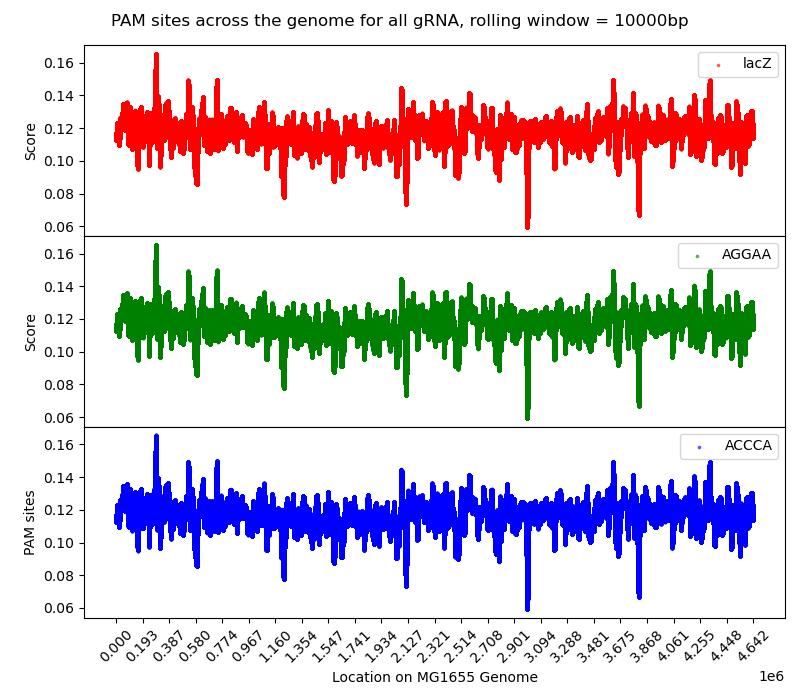 PAM sites across the genome for all gRNA, rolling window = 10000bp
lacZ
Score
0.16
0.14
0.12
0.10
0.08
0.06
AGGAA
Score
0.16
0.14
0.12
0.10
0.08
0.06
ACCCA
PAM sites
0.16
0.14
0.12
0.10
0.08
0.06
0.000 0.193 0.387 0.580 0.774 0.967 1.160 1.354 1.547 1.741 1.934 2.127 2.321 2.514 2.708 2.901 3.094 3.288 3.481 3.675 3.868 4.061 4.255 4.448 4.642
Location on MG1655 Genome
1e6